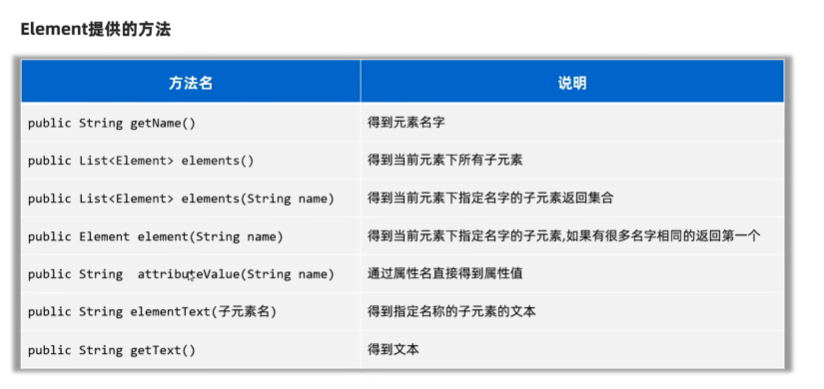 Element提供的方法
方法名 说明
public String getName() 得到元素名字
public List<Element> elements() 得到当前元素下所有子元素
public List<Element> elements(String name) 得到当前元素下指定名字的子元素返回集合
public Element element(String name) 得到当前元素下指定名字的子元素,如果有很多名字相同的返回第一个
public String  attributeValue(String name) 通过属性名直接得到属性值
public String elementText(子元素名) 得到指定名称的子元素的文本
public String getText() 得到文本